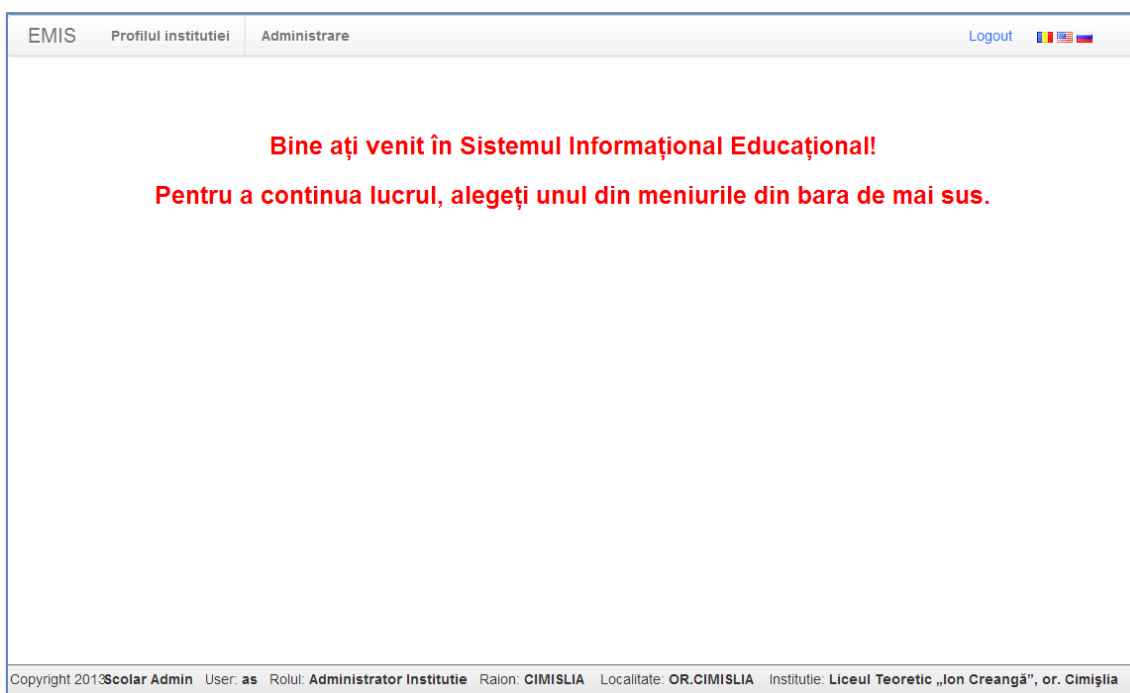 EMIS Profilul institutiei Administrare Logout
Bine ați venit în Sistemul Informațional Educațional!
Pentru a continua lucrul, alegeți unul din meniurile din bara de mai sus.
Copyright 2013Scolar Admin User: as Rolul: Administrator Institutie Raion: CIMISLIA Localitate: OR.CIMISLIA Institutie: Liceul Teoretic „Ion Creangă”, or. Cimişlia